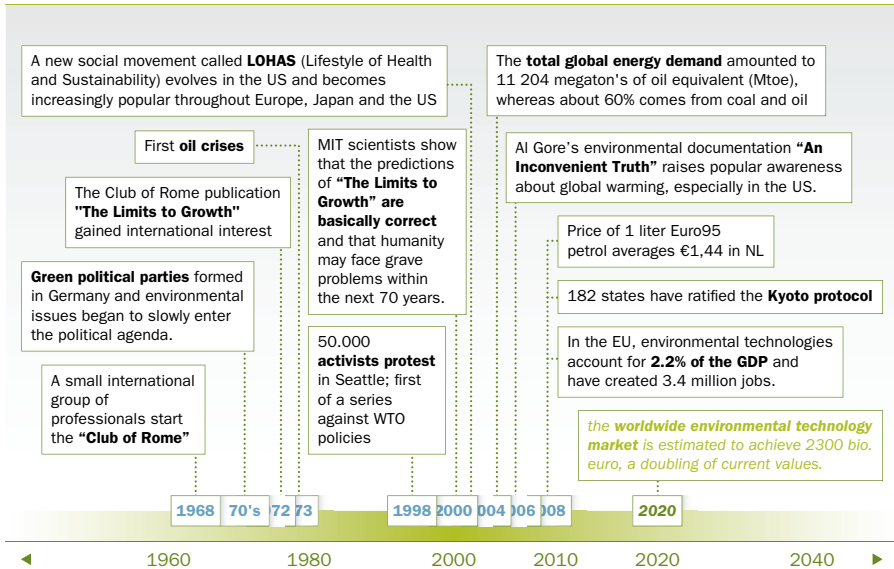 A new social movement called LOHAS (Lifestyle of Health
and Sustainability) evolves in the US and becomes
increasingly popular throughout Europe, Japan and the US
The total global energy demand amounted to
11 204 megaton's of oil equivalent (Mtoe),
whereas about 60% comes from coal and oil
First oil crises
MIT scientists show
that the predictions
of “The Limits to
Growth” are
basically correct
and that humanity
may face grave
problems within
the next 70 years.
Al Gore’s environmental documentation “An
Inconvenient Truth” raises popular awareness
about global warming, especially in the US.
The Club of Rome publication
"The Limits to Growth"
gained international interest
Price of 1 liter Euro95
petrol averages €1,44 in NL
Green political parties formed
in Germany and environmental
issues began to slowly enter
the political agenda.
182 states have ratified the Kyoto protocol
50.000
activists protest
in Seattle; first
of a series
against WTO
policies
In the EU, environmental technologies
account for 2.2% of the GDP and
have created 3.4 million jobs.
A small international
group of
professionals start
the “Club of Rome”
the worldwide environmental technology
market is estimated to achieve 2300 bio.
euro, a doubling of current values.
1968 70's 72 73 1998 2000 004 006 008 2020
1960 1980 2000 2010 2020 2040